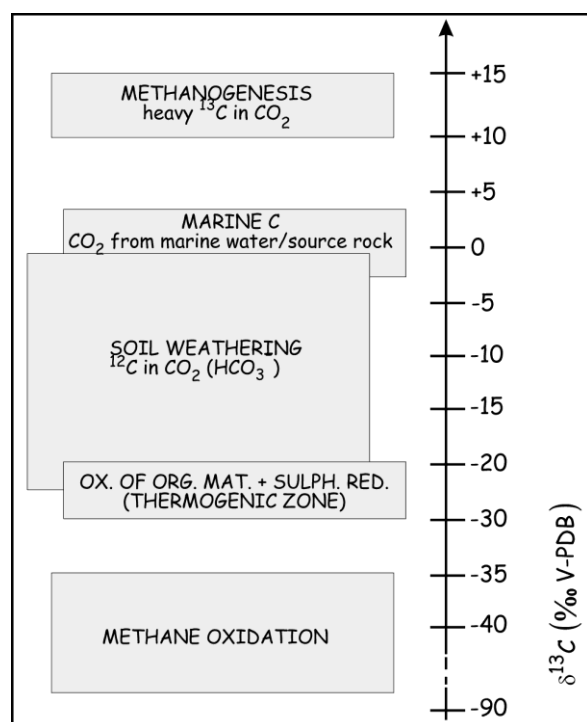 METHANOGENESIS
heavy ¹³C in CO₂
MARINE C
CO₂ from marine water/source rock
SOIL WEATHERING
¹²C in CO₂ (HCO₃⁻)
OX. OF ORG. MAT. + SULPH. RED.
(THERMOGENIC ZONE)
METHANE OXIDATION
+15
+10
+5
0
-5
-10
-15
-20
-30
-35
-40
-90
δ¹³C (‰ V-PDB)